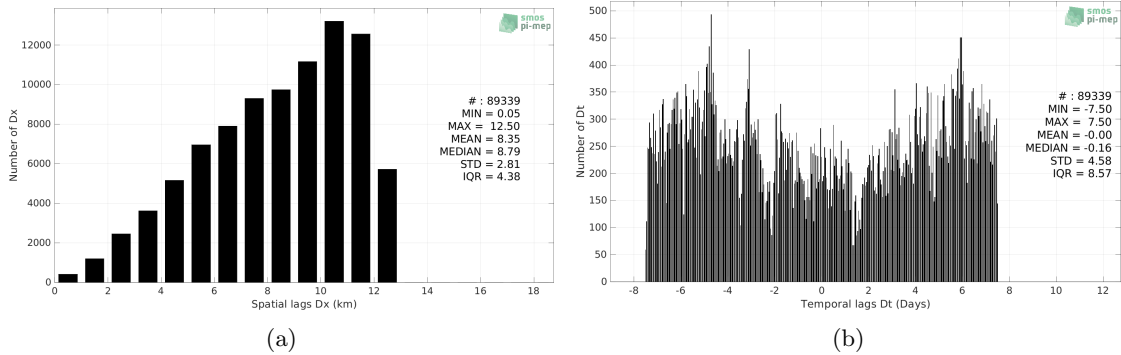 smos
pi-mep
Number of Dx
12000
10000
8000
6000
4000
2000
0
# : 89339
MIN = 0.05
MAX = 12.50
MEAN = 8.35
MEDIAN = 8.79
STD = 2.81
IQR = 4.38
0 2 4 6 8 10 12 14 16 18
Spatial lags Dx (km)
(a)
smos
pi-mep
Number of Dt
500
450
400
350
300
250
200
150
100
50
0
# : 89339
MIN = -7.50
MAX = 7.50
MEAN = -0.00
MEDIAN = -0.16
STD = 4.58
IQR = 8.57
-8 -6 -4 -2 0 2 4 6 8 10 12
Temporal lags Dt (Days)
(b)